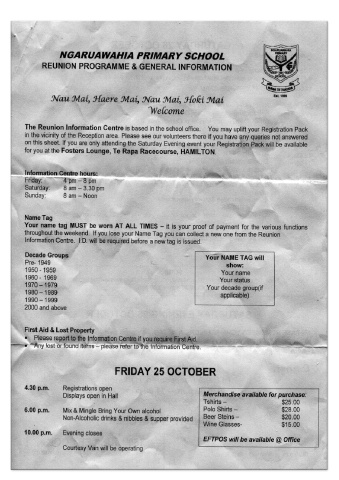 NGARUAWAHIA PRIMARY SCHOOL
REUNION PROGRAMME & GENERAL INFORMATION
Nau Mai, Haere Mai, Nau Mai, Hoki Mai
Welcome
The Reunion Information Centre is based in the school office. You may uplift your Registration Pack
in the vicinity of the Reception area. Please see our volunteers there if you have any queries not answered
on this sheet. If you are only attending the Saturday Evening event your Registration Pack will be available
for you at the Fosters Lounge, Te Rapa Racecourse, HAMILTON.
Information Centre hours:
Friday: 4 pm – 8 pm
Saturday 8 am – 3.30 pm
Sunday: 8 am – Noon
Name Tag
Your name tag MUST be worn AT ALL TIMES – it is your proof of payment for the various functions
throughout the weekend. If you lose your Name Tag you can collect a new one from the Reunion
Information Centre. I.D. will be required before a new tag is issued.
Decade Groups
Pre- 1949
1950 - 1959
1960 - 1969
1970 – 1979
1980 – 1989
1990 – 1999
2000 and above
Your NAME TAG will
show:
Your name
Your status
Your decade group(if
applicable)
First Aid & Lost Property
• Please report to the Information Centre if you require First Aid.
• Any lost or found items – please refer to the Information Centre.
FRIDAY 25 OCTOBER
4.30 p.m. Registrations open
Displays open in Hall
6.00 p.m. Mix & Mingle Bring Your Own alcohol
Non-Alcoholic drinks & nibbles & supper provided
10.00 p.m. Evening closes
Courtesy Van will be operating
Merchandise available for purchase:
Tshirts – $25.00
Polo Shirts – $28.00
Beer Steins – $20.00
Wine Glasses- $15.00
EFTPOS will be available @ Office